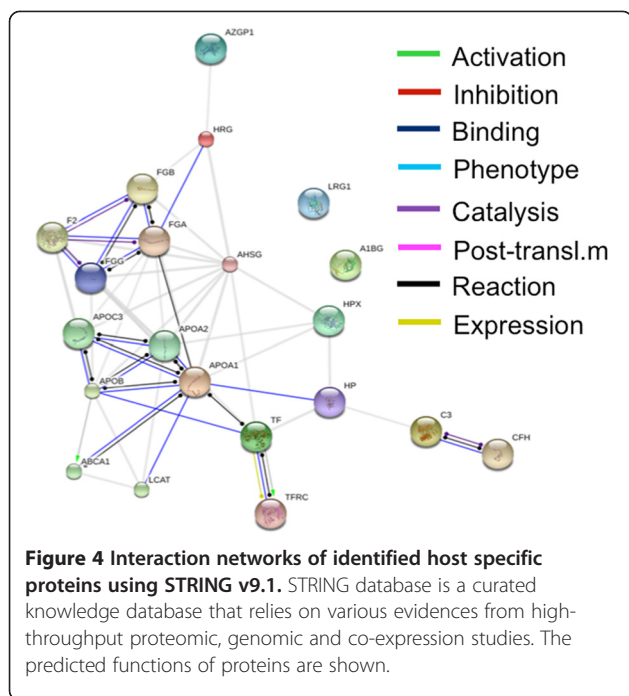 AZGP1
HRG
FGB
F2
FGA
FGG
AHSG
LRG1
A1BG
APOC3
APOA2
HPX
APOB
APOA1
HP
TF
C3
CFH
ABCA1
LCAT
TFRC
Activation
Inhibition
Binding
Phenotype
Catalysis
Post-transl.m
Reaction
Expression
Figure 4 Interaction networks of identified host specific
proteins using STRING v9.1. STRING database is a curated
knowledge database that relies on various evidences from high-
throughput proteomic, genomic and co-expression studies. The
predicted functions of proteins are shown.